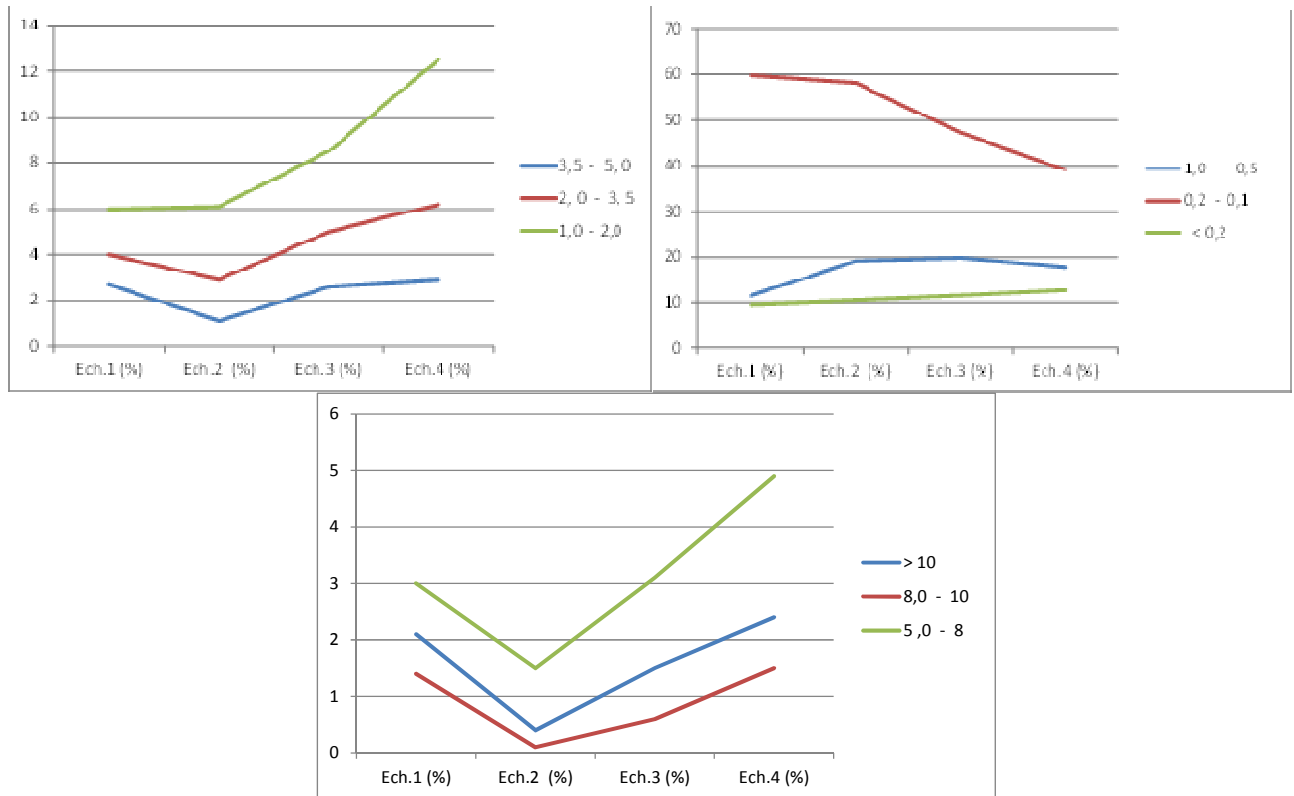 14
12
10
8
6
4
2
0
Ech.1 (%)
Ech.2 (%)
Ech.3 (%)
Ech.4 (%)
3,5 - 5,0
2,0 - 3,5
1,0 - 2,0
70
60
50
40
30
20
10
0
Ech.1 (%)
Ech.2 (%)
Ech.3 (%)
Ech.4 (%)
1,0 0,5
0,2 - 0,1
< 0,2
6
5
4
3
2
1
0
Ech.1 (%)
Ech.2 (%)
Ech.3 (%)
Ech.4 (%)
> 10
8,0 - 10
5 ,0 - 8